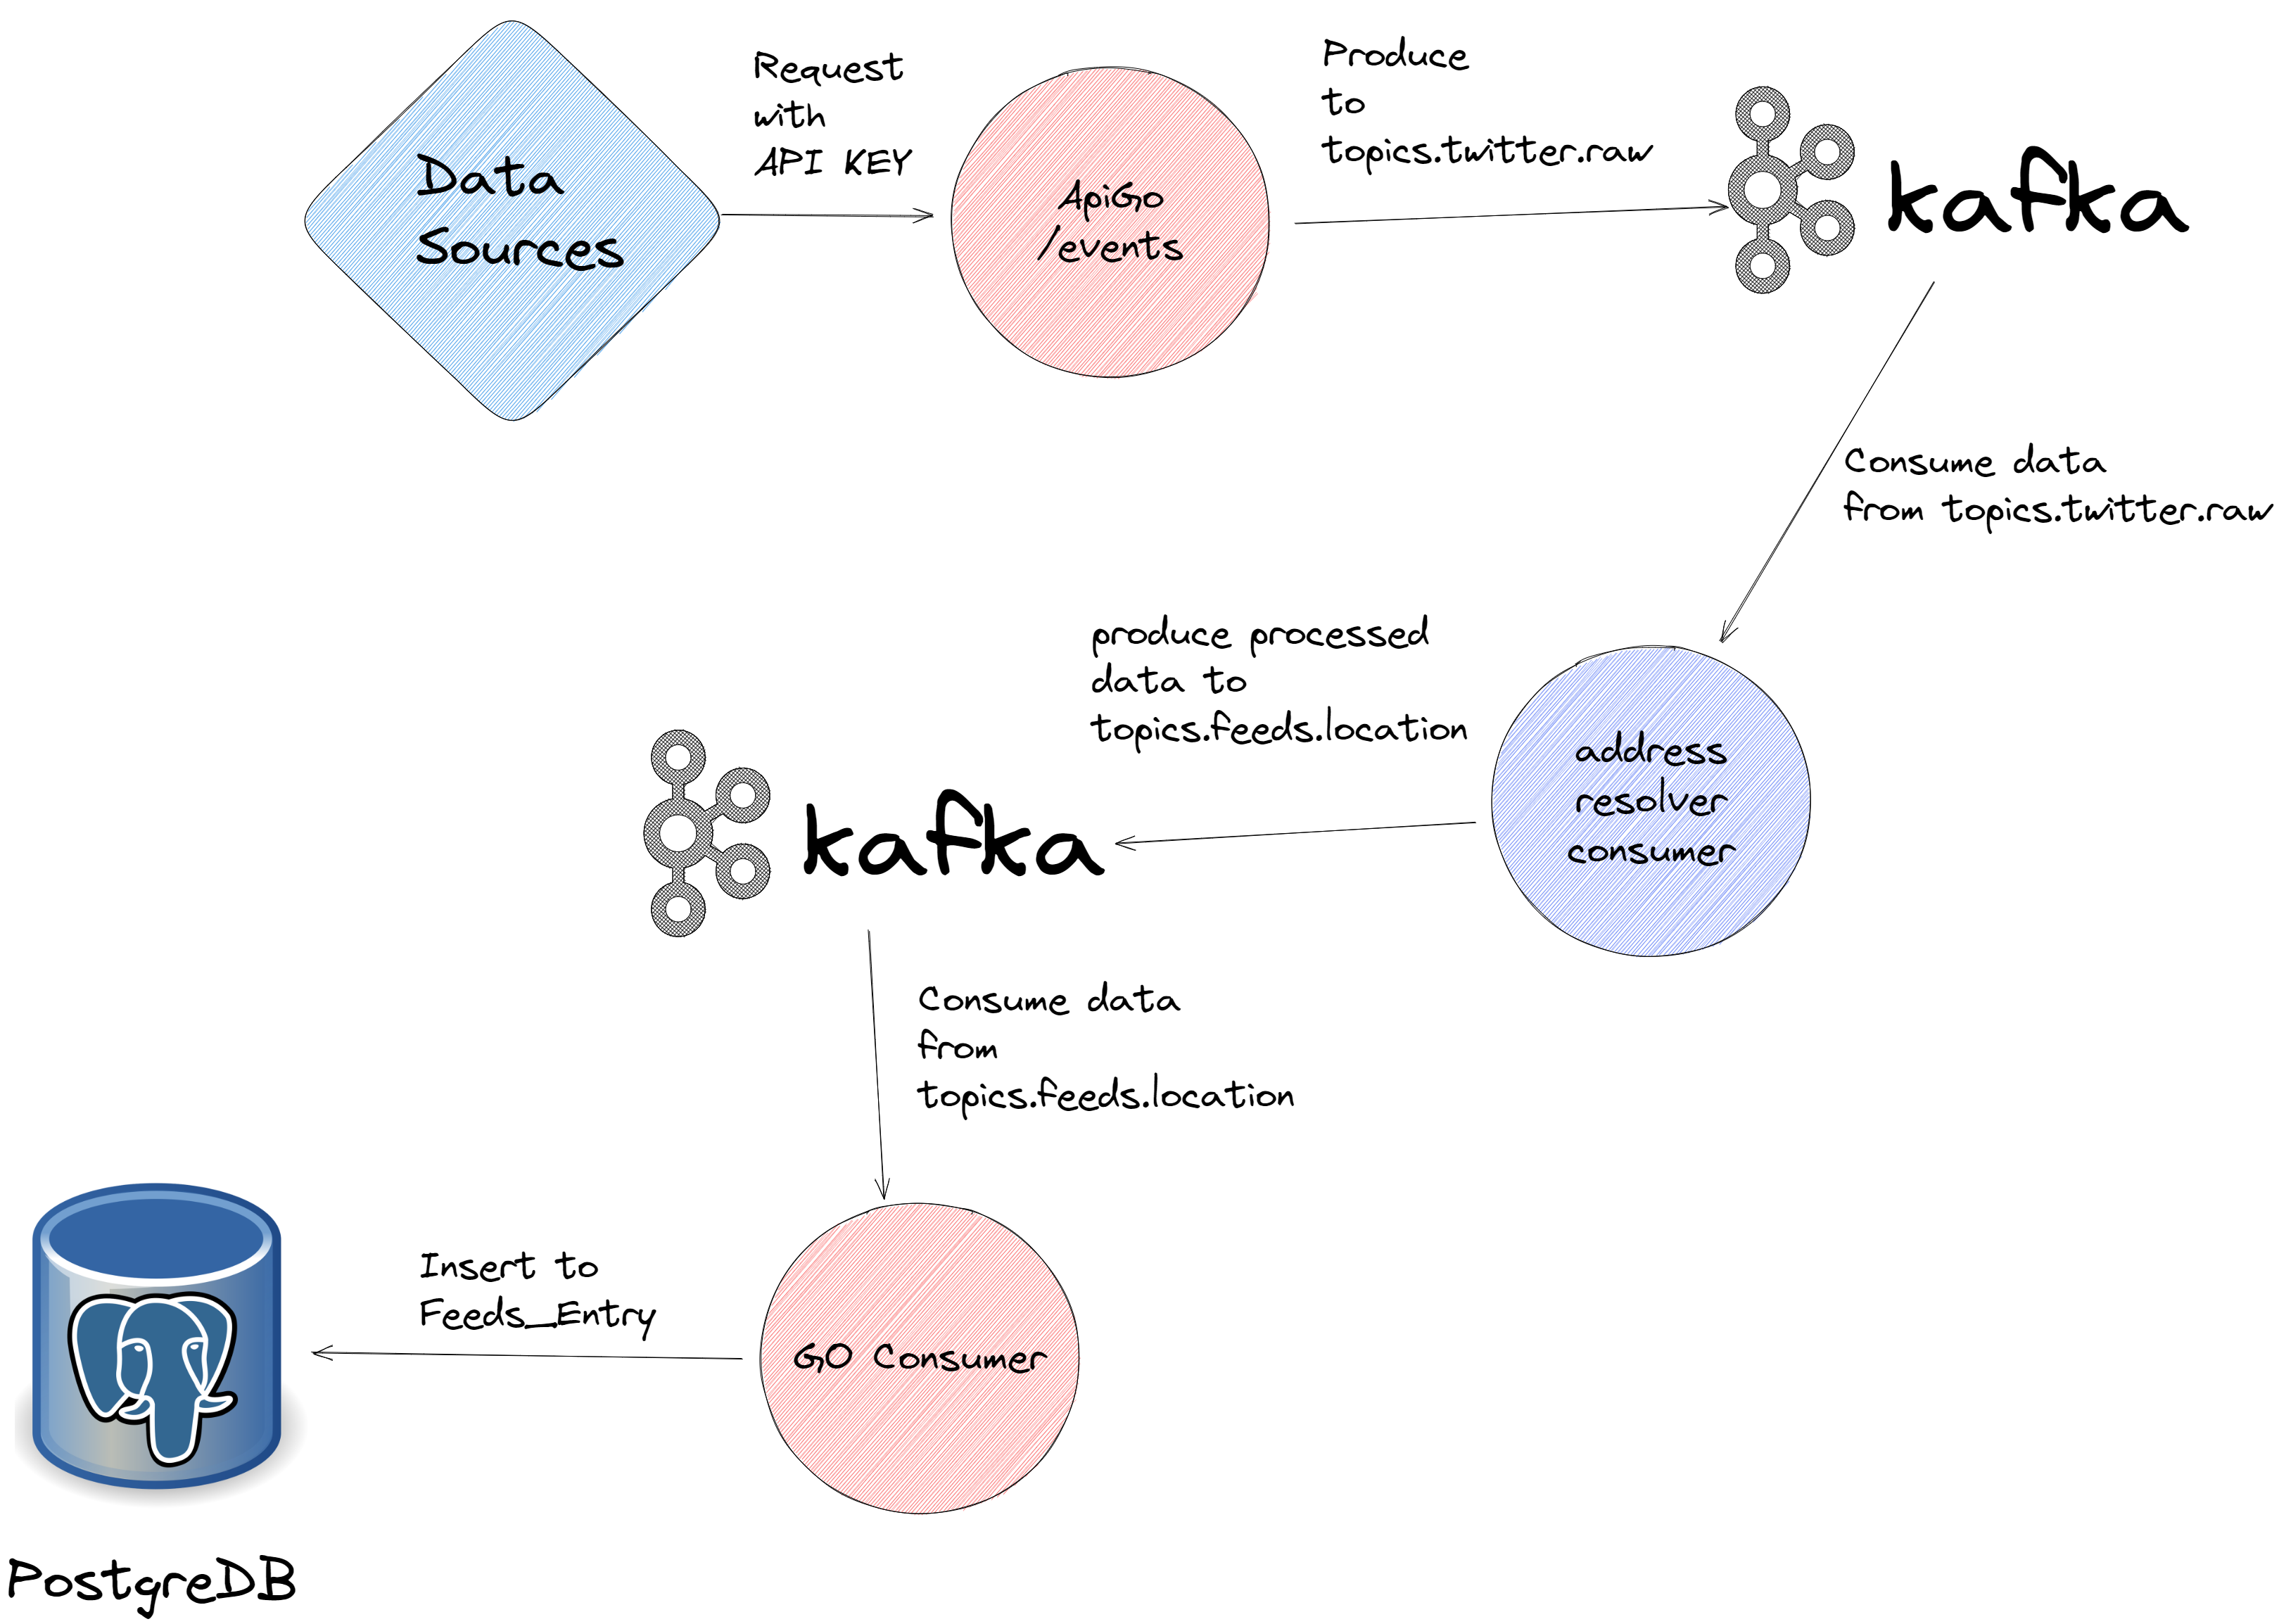 Data
Sources
Request
with
API KEY
ApiGo
/events
Produce
to
topics.twitter.raw
kafka
Consume data
from topics.twitter.raw
address
resolver
consumer
produce processed
data to
topics.feeds.location
kafka
Consume data
from
topics.feeds.location
GO Consumer
Insert to
Feeds_Entry
PostgreDB